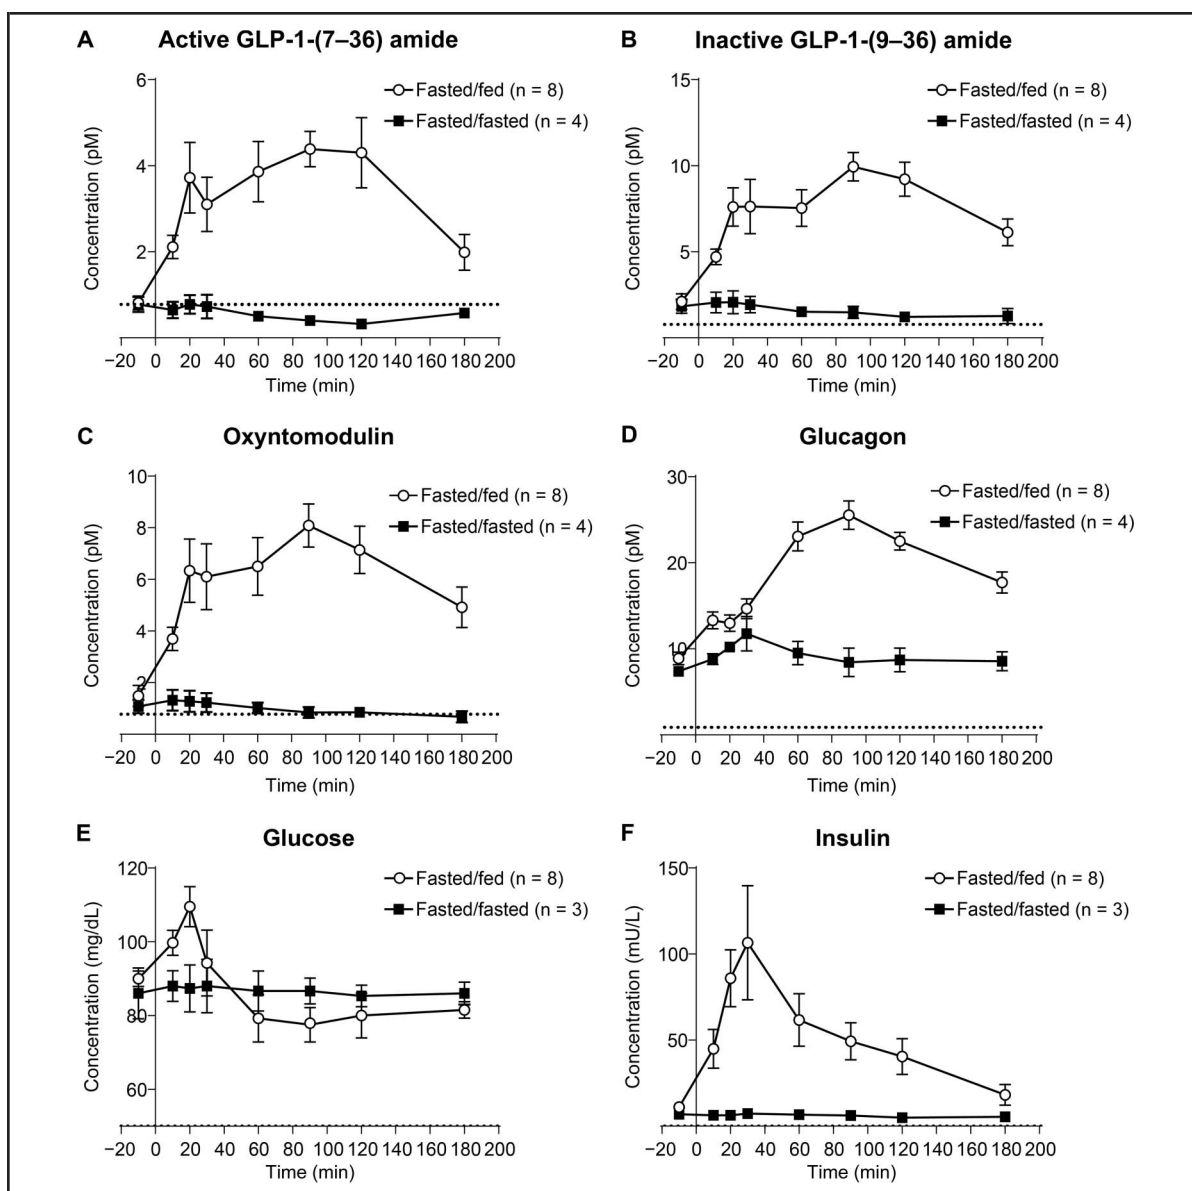 A Active GLP-1-(7–36) amide
6
4
2
Concentration (pM)
Fasted/fed (n = 8)
Fasted/fasted (n = 4)
−20 0 20 40 60 80 100 120 140 160 180 200
Time (min)
B Inactive GLP-1-(9–36) amide
15
10
5
Concentration (pM)
Fasted/fed (n = 8)
Fasted/fasted (n = 4)
−20 0 20 40 60 80 100 120 140 160 180 200
Time (min)
C Oxyntomodulin
10
8
6
4
2
Concentration (pM)
Fasted/fed (n = 8)
Fasted/fasted (n = 4)
−20 0 20 40 60 80 100 120 140 160 180 200
Time (min)
D Glucagon
30
20
10
Concentration (pM)
Fasted/fed (n = 8)
Fasted/fasted (n = 4)
−20 0 20 40 60 80 100 120 140 160 180 200
Time (min)
E Glucose
120
100
80
60
Concentration (mg/dL)
Fasted/fed (n = 8)
Fasted/fasted (n = 3)
−20 0 20 40 60 80 100 120 140 160 180 200
Time (min)
F Insulin
150
100
50
Concentration (mU/L)
Fasted/fed (n = 8)
Fasted/fasted (n = 3)
−20 0 20 40 60 80 100 120 140 160 180 200
Time (min)